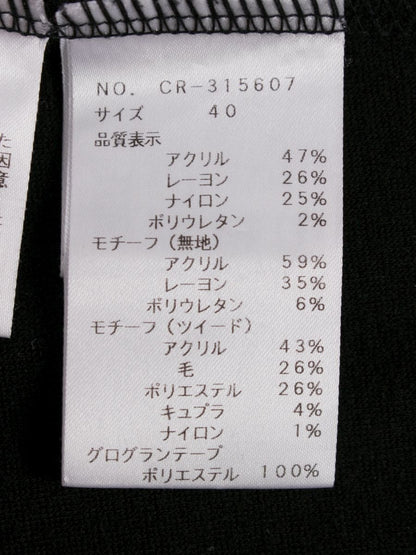 NO. CR-315607
サイズ 40
品質表示
アクリル 47%
レーヨン 26%
ナイロン 25%
ポリウレタン 2%
モチーフ(無地)
アクリル 59%
レーヨン 35%
ポリウレタン 6%
モチーフ(ツイード)
アクリル 43%
毛 26%
ポリエステル 26%
キュプラ 4%
ナイロン 1%
グログランテープ
ポリエステル 100%
た
因
意